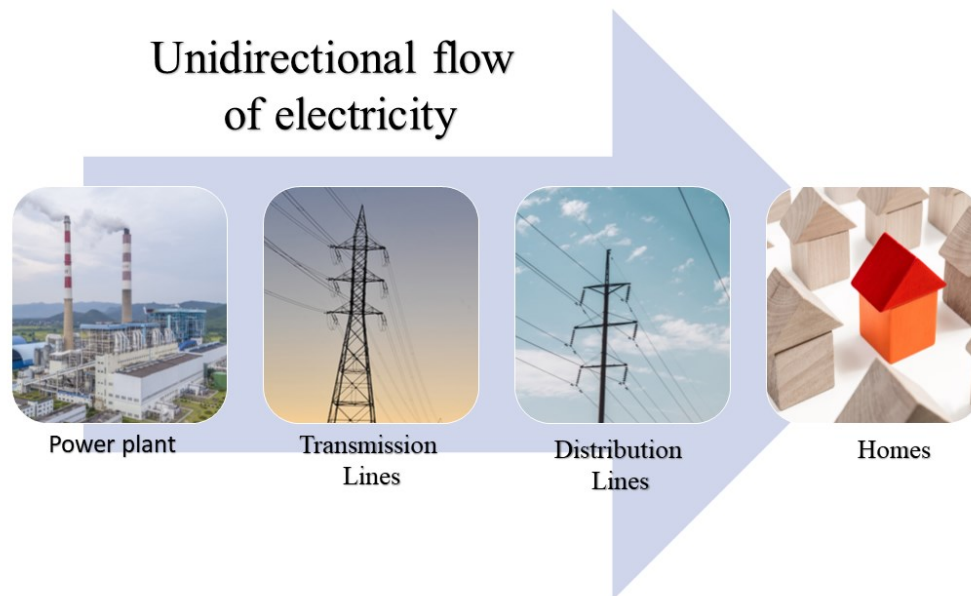 Unidirectional flow
of electricity
Power plant
Transmission
Lines
Distribution
Lines
Homes